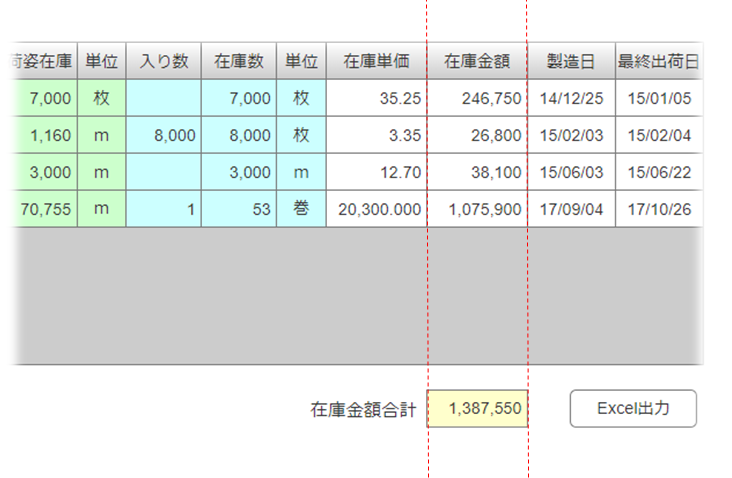 荷姿在庫 単位 入り数 在庫数 単位 在庫単価 在庫金額 製造日 最終出荷日
7,000 枚 7,000 枚 35.25 246,750 14/12/25 15/01/05
1,160 m 8,000 8,000 枚 3.35 26,800 15/02/03 15/02/04
3,000 m 3,000 m 12.70 38,100 15/06/03 15/06/22
70,755 m 1 53 巻 20,300.000 1,075,900 17/09/04 17/10/26
在庫金額合計 1,387,550 Excel出力